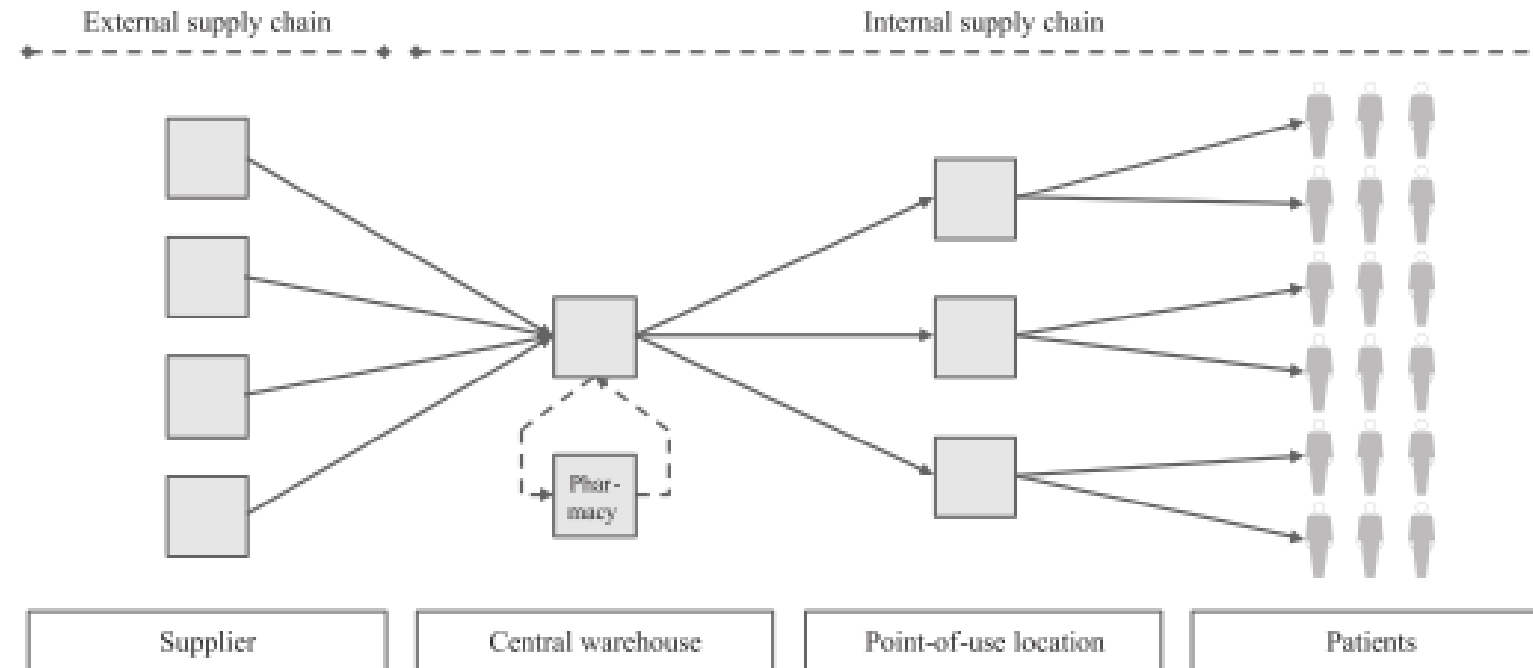 External supply chain
Internal supply chain
Phar-
macy
Supplier
Central warehouse
Point-of-use location
Patients